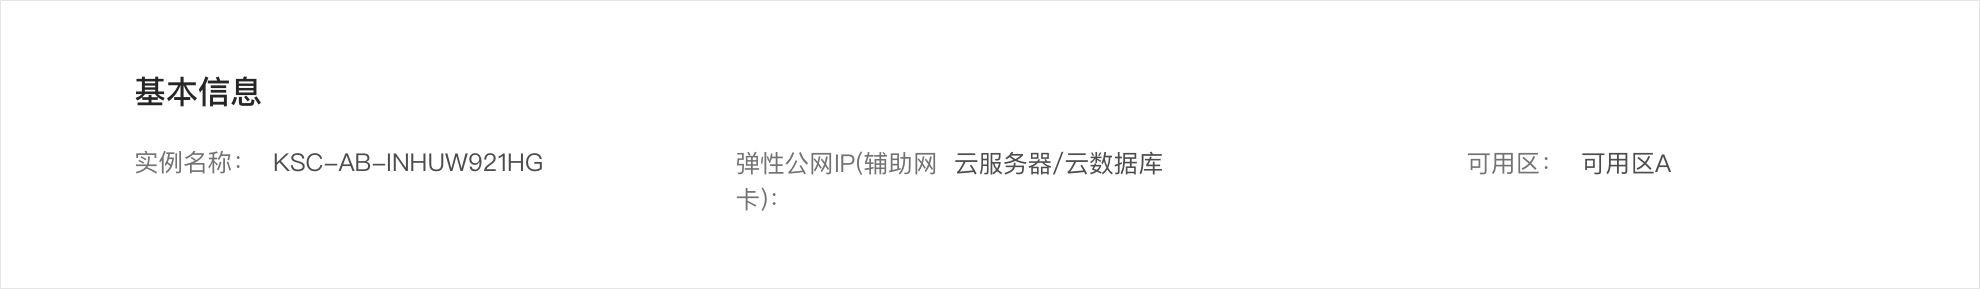 基本信息
实例名称： KSC-AB-INHUW921HG 弹性公网IP(辅助网 云服务器/云数据库 可用区： 可用区A
卡)：